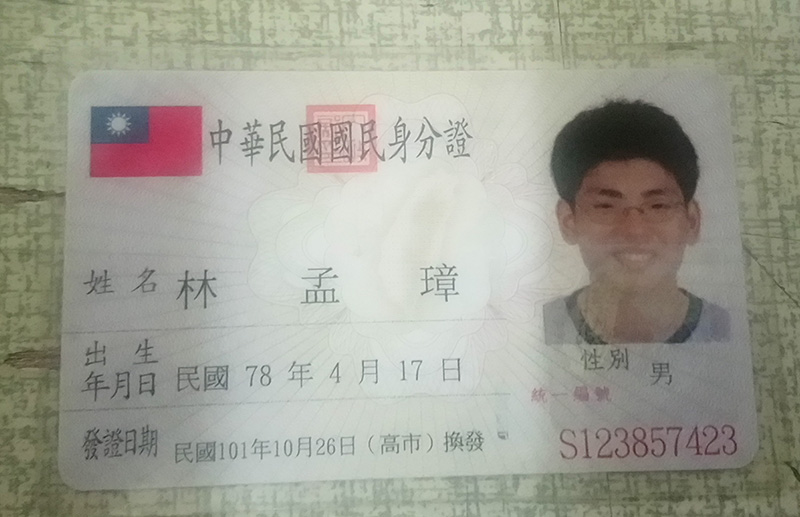 中華民國國民身分證
姓名 林孟璋
出生年月日 民國 78 年 4 月 17 日
性別 男
統一編號
S123857423
發證日期 民國101年10月26日（高市）換發